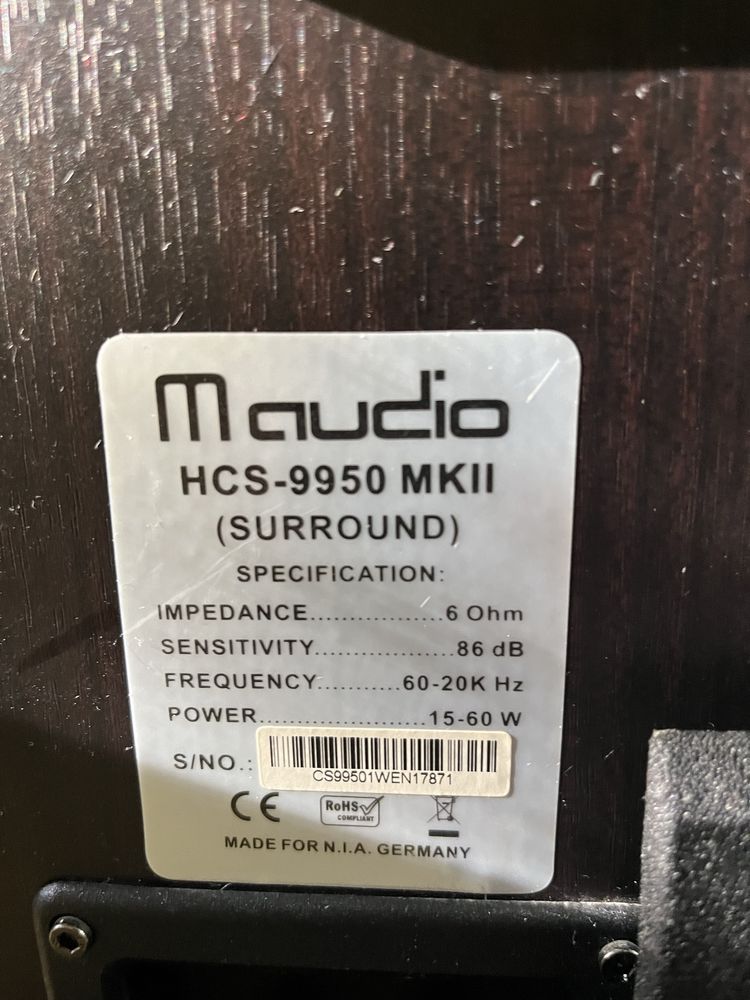 m audio
HCS-9950 MKII
(SURROUND)
SPECIFICATION:
IMPEDANCE.................6 Ohm
SENSITIVITY..................86 dB
FREQUENCY...........60-20K Hz
POWER......................15-60 W
S/NO.:
CS99501WEN17871
CE
RoHS
COMPLIANT
MADE FOR N.I.A. GERMANY